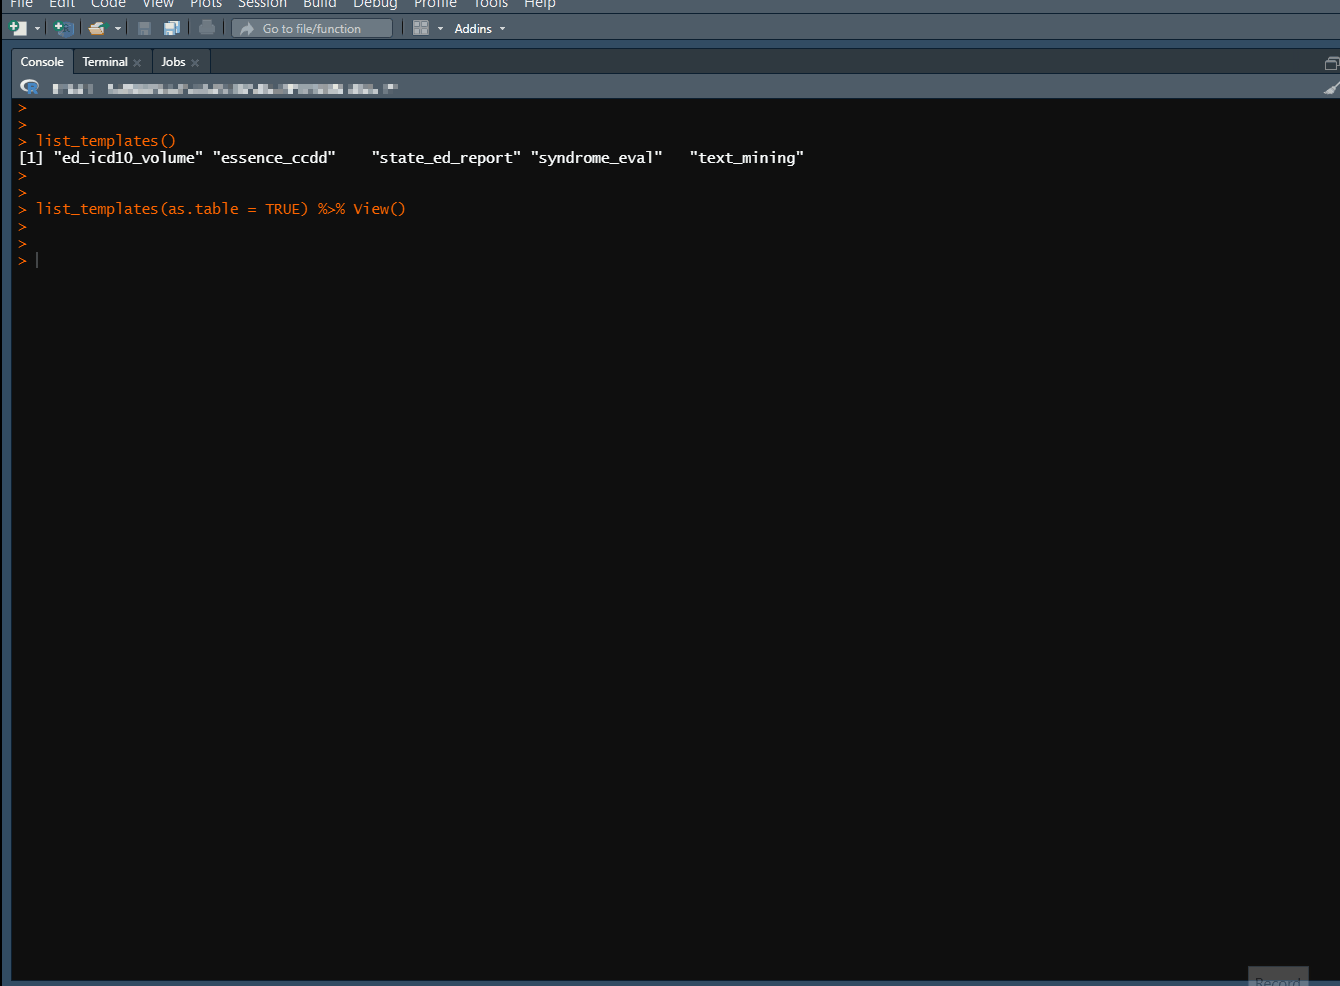 File Edit Code View Plots Session Build Debug Profile Tools Help
Go to file/function Addins
Console Terminal Jobs
>
>
> list_templates()
[1] "ed_icd10_volume" "essence_ccdd"    "state_ed_report" "syndrome_eval"   "text_mining"
>
>
> list_templates(as.table = TRUE) %>% View()
>
>
>
Record